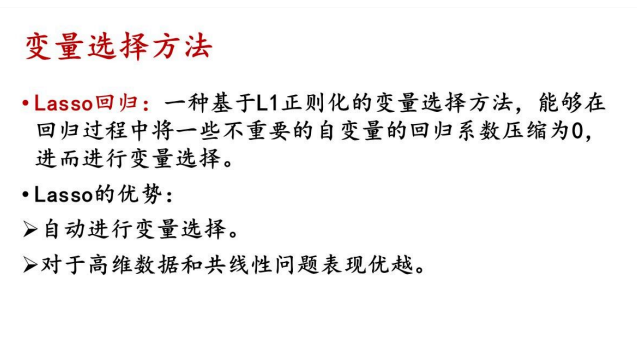 变量选择方法
•Lasso回归：一种基于L1正则化的变量选择方法，能够在
回归过程中将一些不重要的自变量的回归系数压缩为0，
进而进行变量选择。
•Lasso的优势：
➢自动进行变量选择。
➢对于高维数据和共线性问题表现优越。